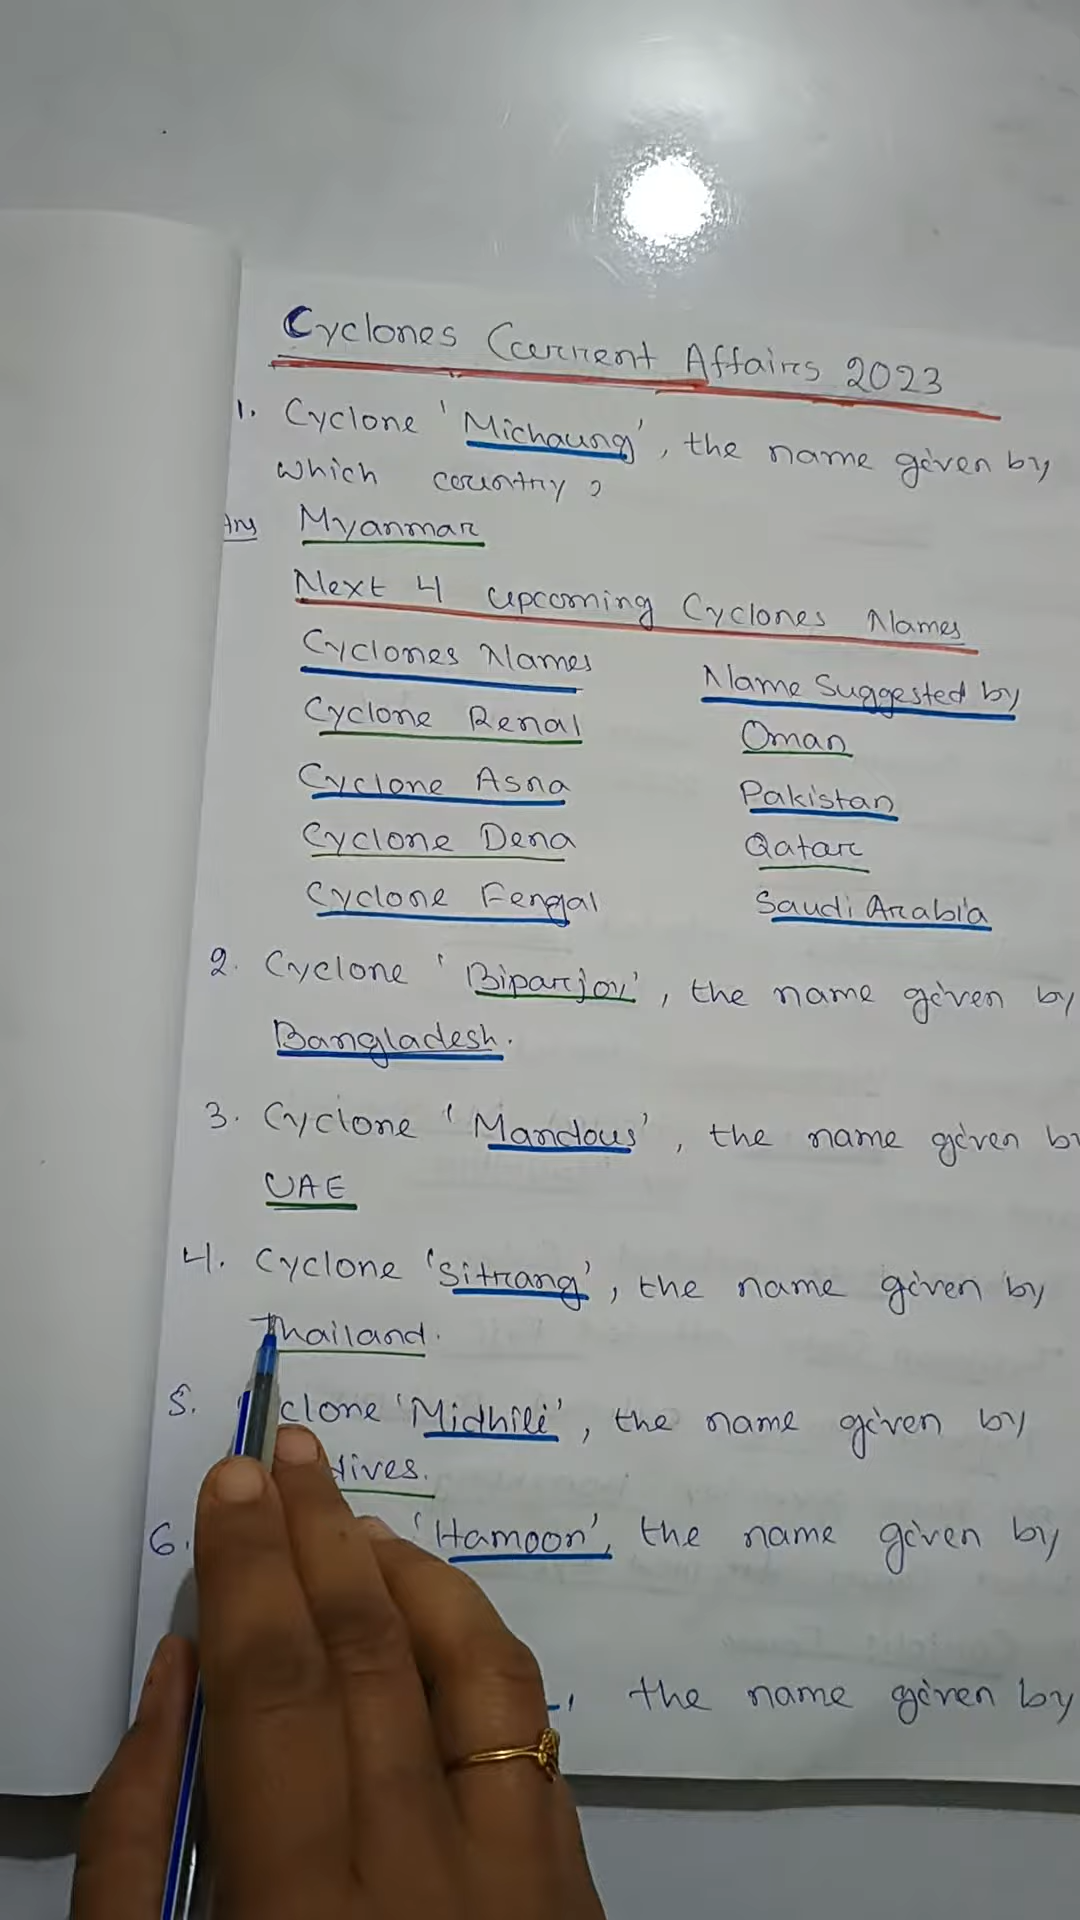 Cyclones Current Affairs 2023
1. Cyclone 'Michaung', the name given by
which country?
Ans Myanmar
Next 4 upcoming Cyclones Names
Cyclones Names Name Suggested by
Cyclone Renal Oman
Cyclone Asna Pakistan
Cyclone Dena Qatar
Cyclone Fengal Saudi Arabia
2. Cyclone 'Biparjoy', the name given by
Bangladesh.
3. Cyclone 'Mandous', the name given by
UAE
4. Cyclone 'Sitrang', the name given by
Thailand.
5. clone 'Midhili', the name given by
dives.
6. 'Hamoon', the name given by
, the name given by